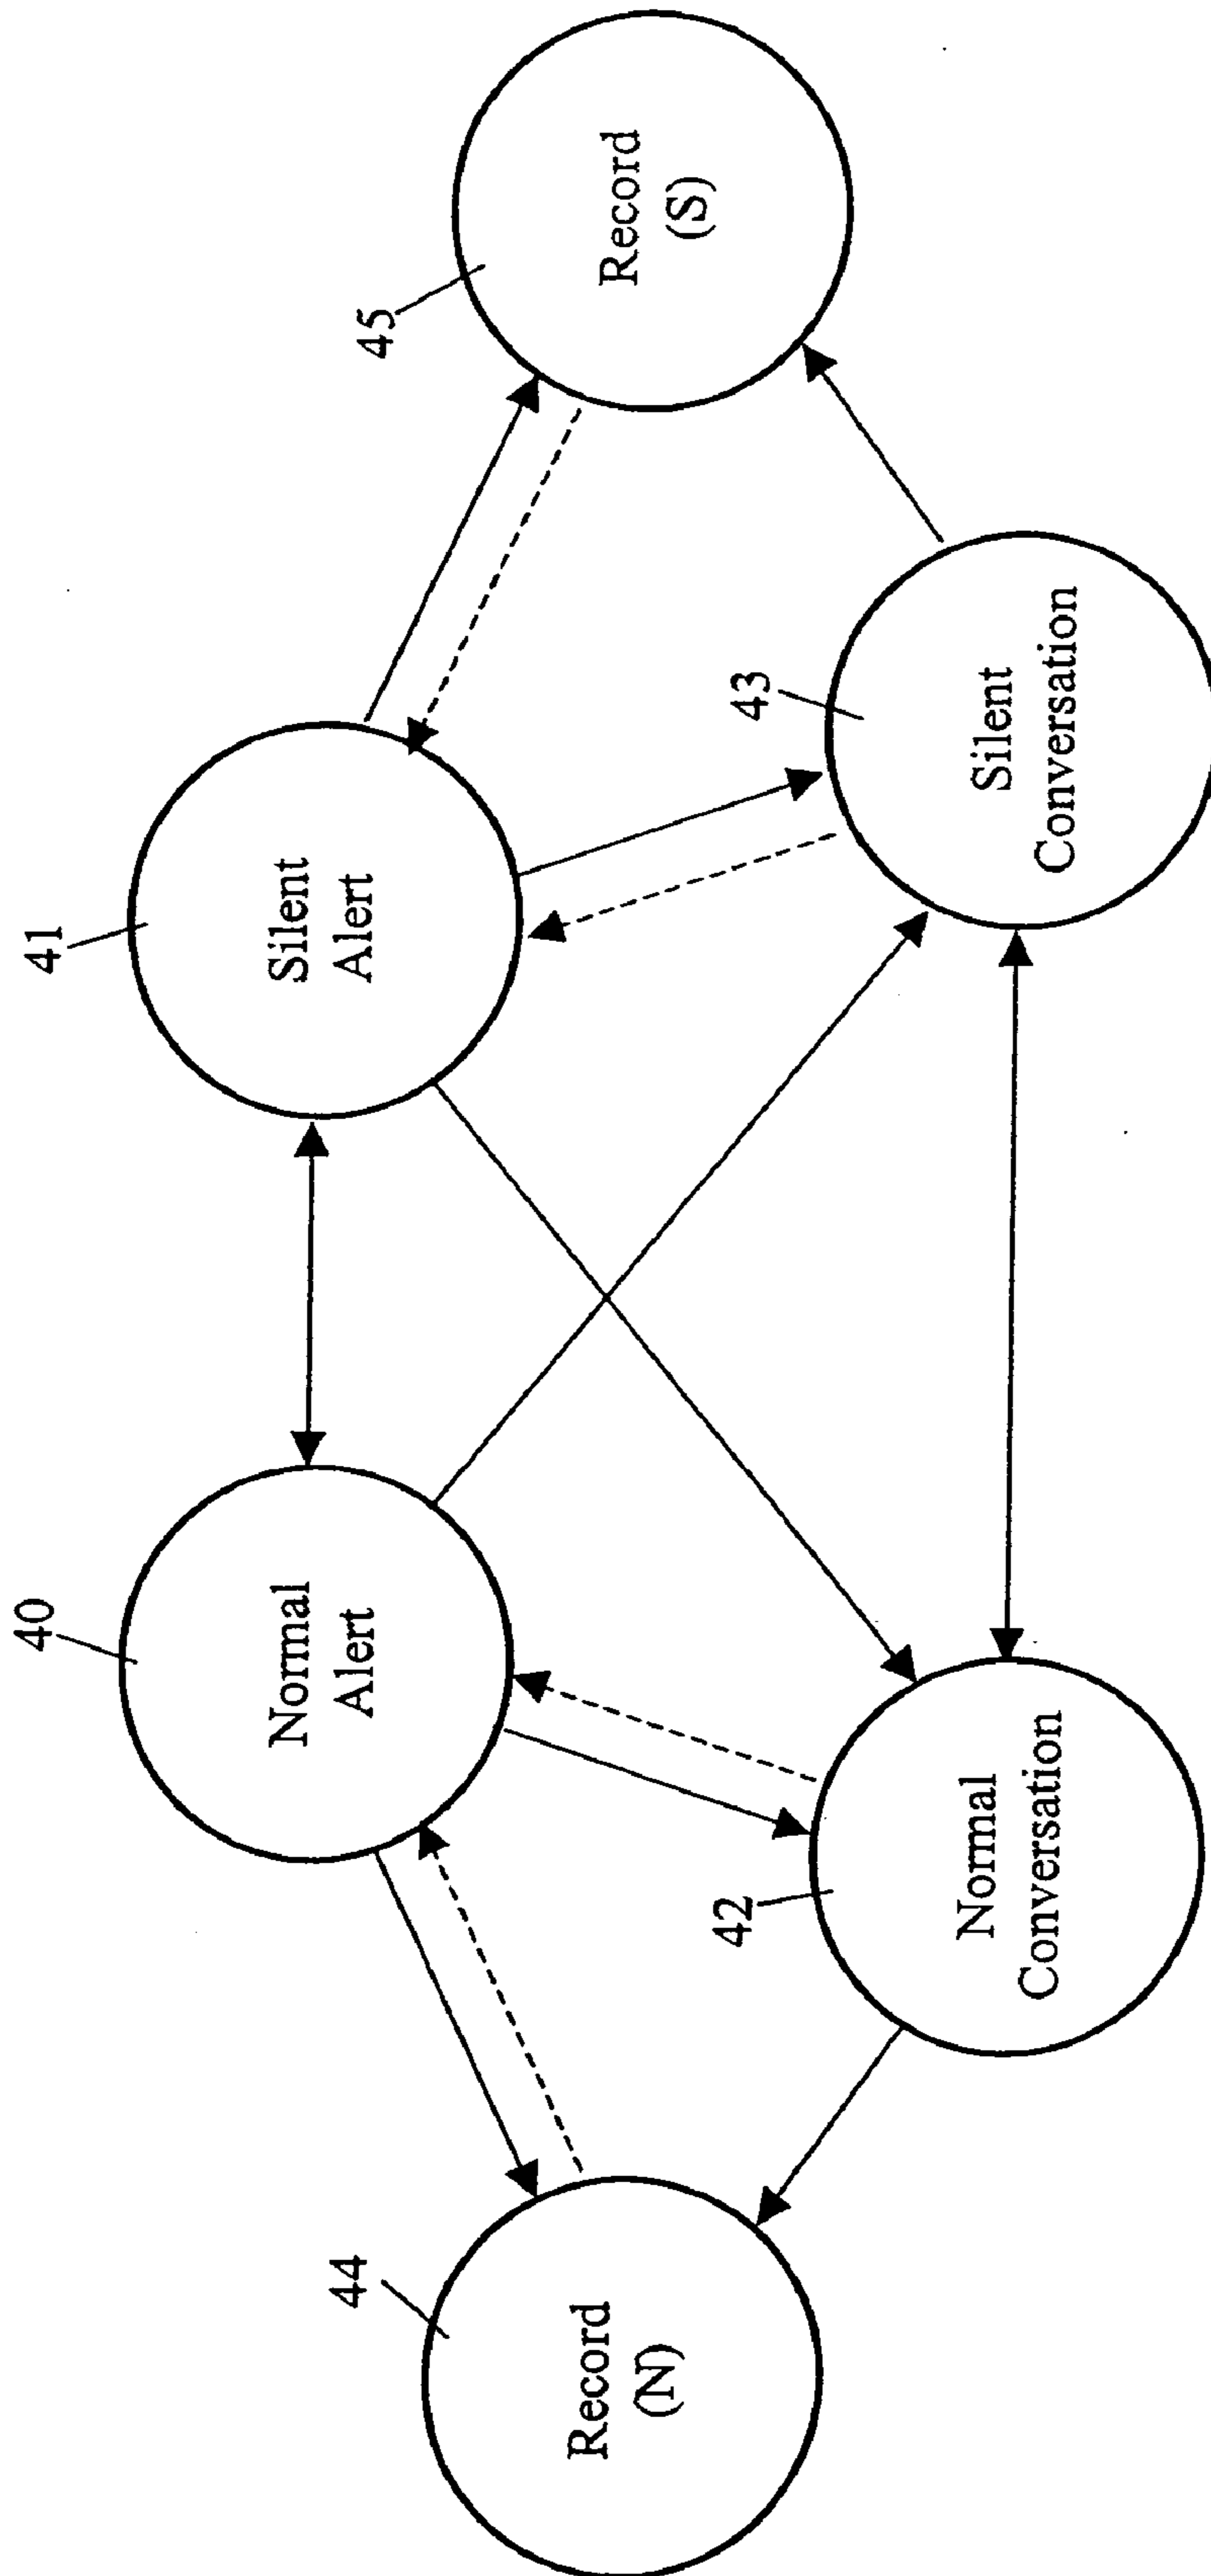 40
Normal
Alert
41
Silent
Alert
44
Record
(N)
45
Record
(S)
42
Normal
Conversation
43
Silent
Conversation